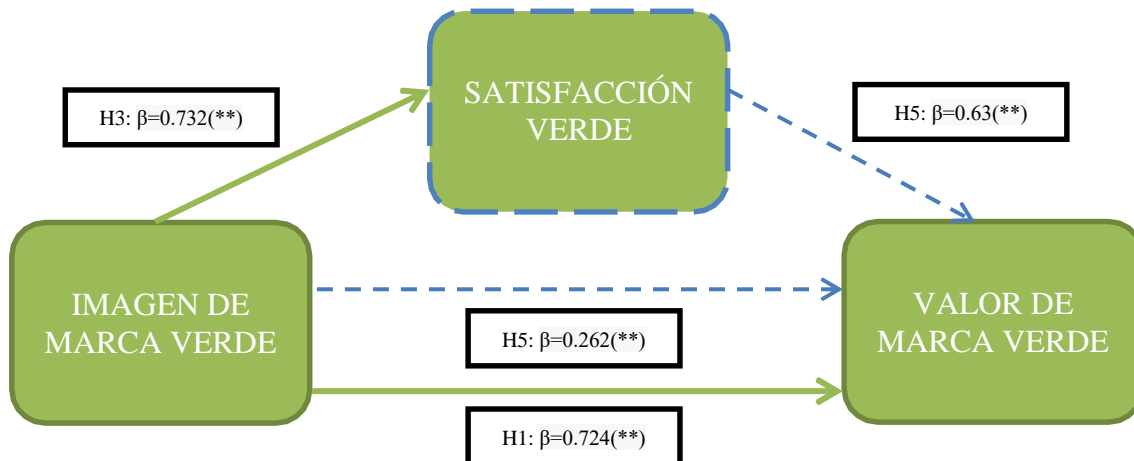 SATISFACCIÓN
VERDE
H3: β=0.732(**)
H5: β=0.63(**)
IMAGEN DE
MARCA VERDE
VALOR DE
MARCA VERDE
H5: β=0.262(**)
H1: β=0.724(**)